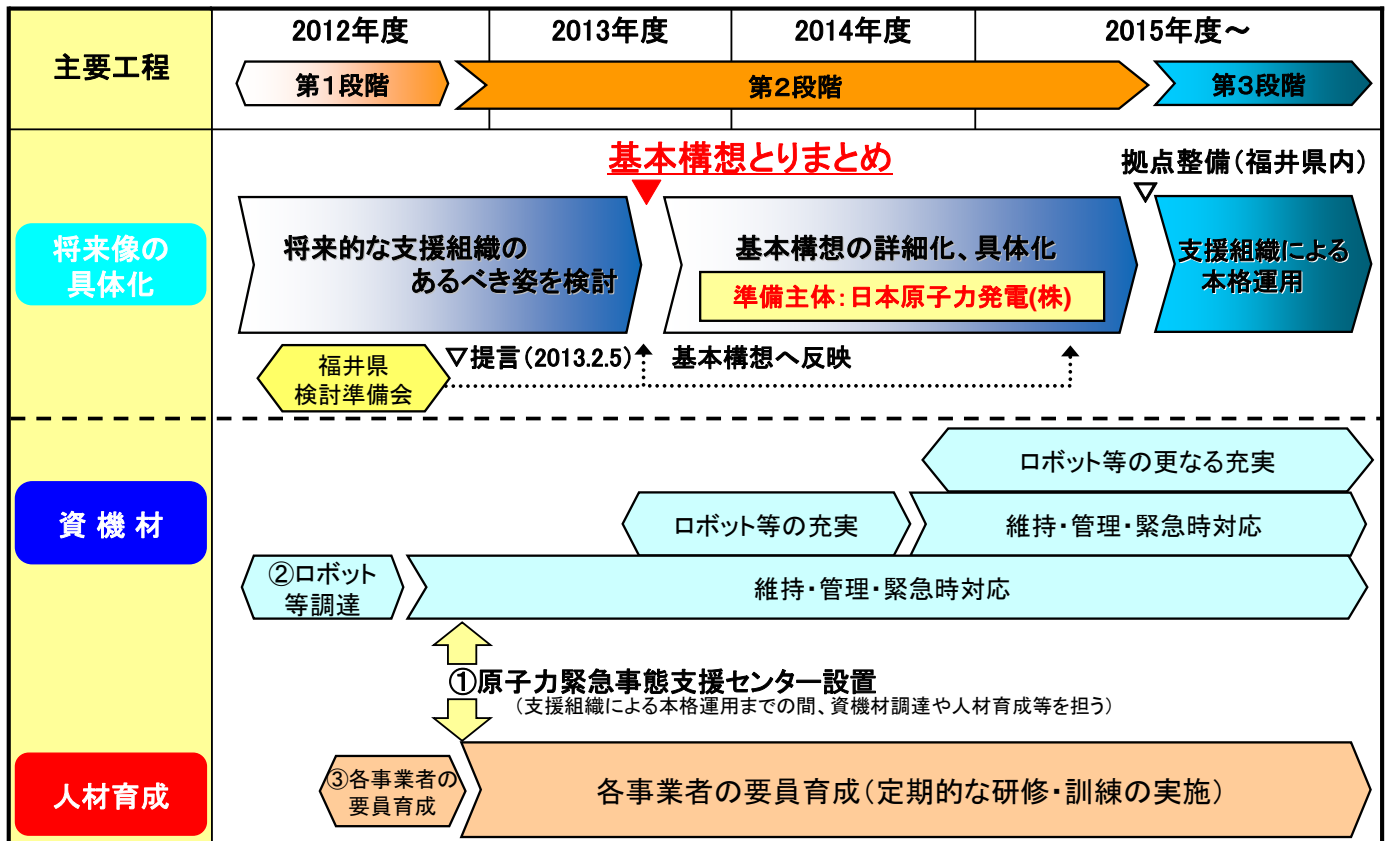 主要工程
2012年度
2013年度
2014年度
2015年度～
第1段階
第2段階
第3段階
将来像の
具体化
基本構想とりまとめ
拠点整備(福井県内)
将来的な支援組織の
あるべき姿を検討
基本構想の詳細化、具体化
準備主体:日本原子力発電(株)
支援組織による
本格運用
福井県
検討準備会
▽提言(2013.2.5)
基本構想へ反映
資機材
ロボット等の更なる充実
ロボット等の充実
維持・管理・緊急時対応
②ロボット
等調達
維持・管理・緊急時対応
①原子力緊急事態支援センター設置
(支援組織による本格運用までの間、資機材調達や人材育成等を担う)
人材育成
③各事業者の
要員育成
各事業者の要員育成(定期的な研修・訓練の実施)